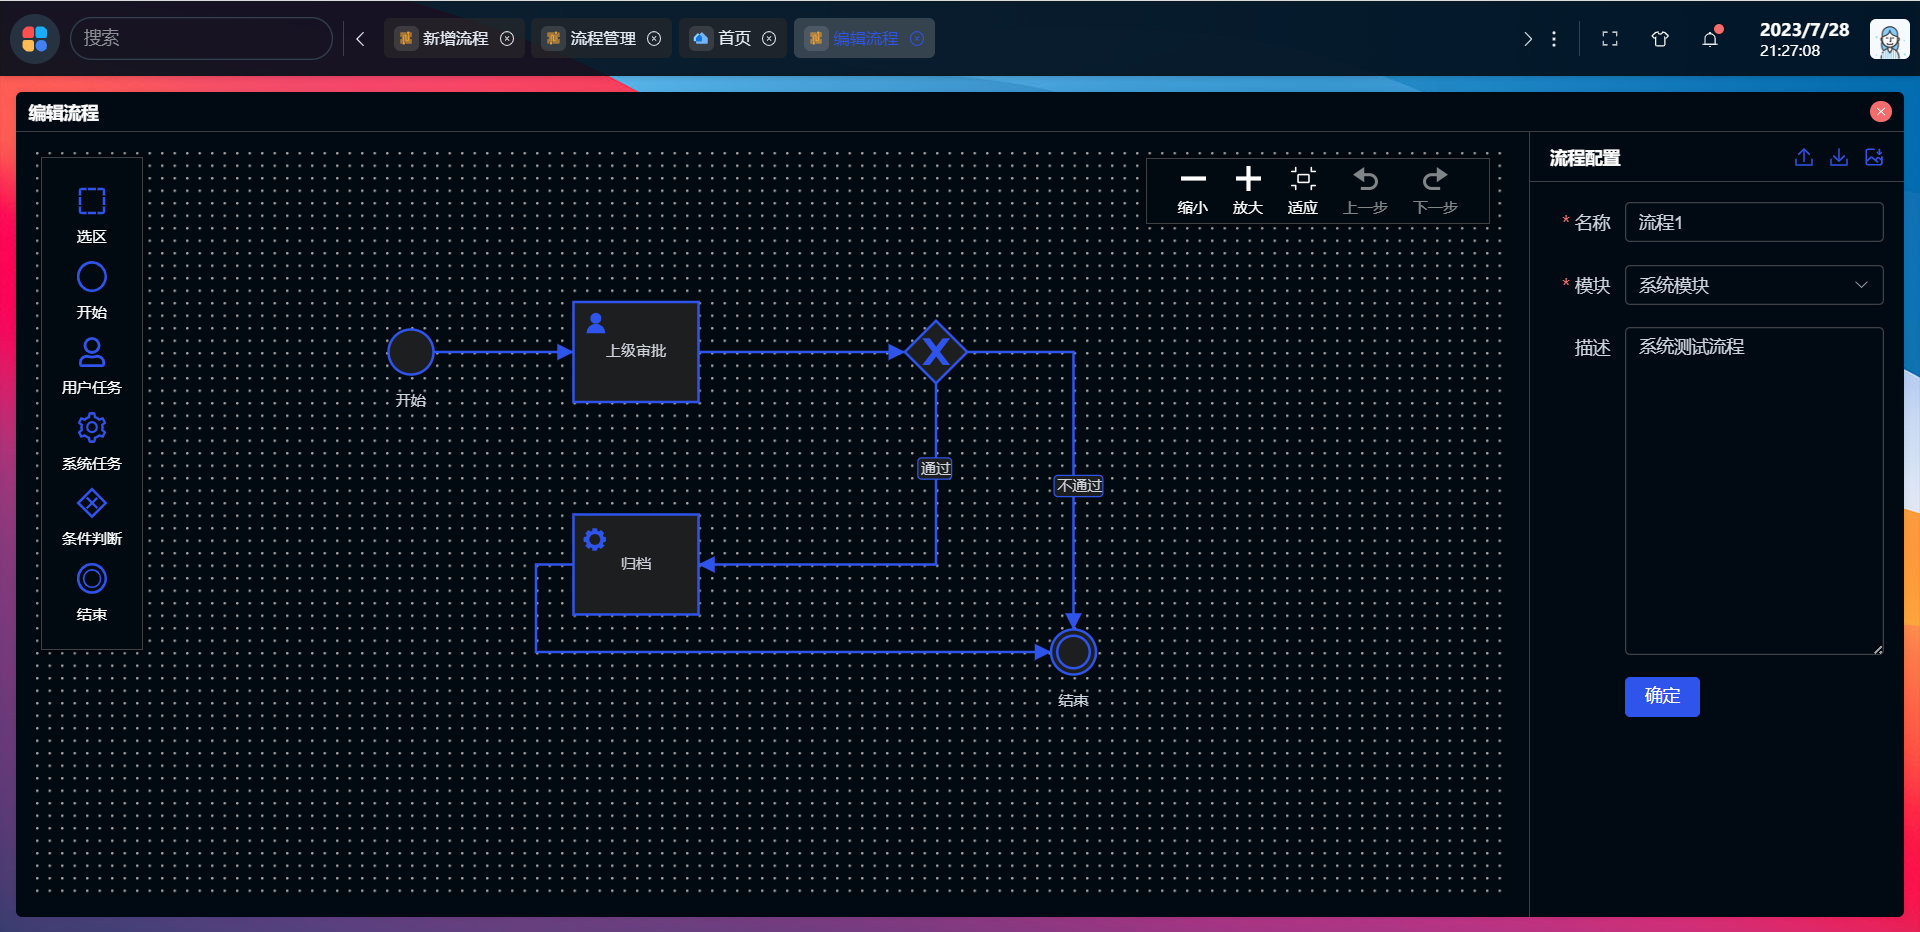 搜索
新增流程
流程管理
首页
编辑流程
2023/7/28
21:27:08
编辑流程
选区
开始
用户任务
系统任务
条件判断
结束
缩小
放大
适应
上一步
下一步
开始
上级审批
X
通过
不通过
归档
结束
流程配置
* 名称
流程1
* 模块
系统模块
描述
系统测试流程
确定